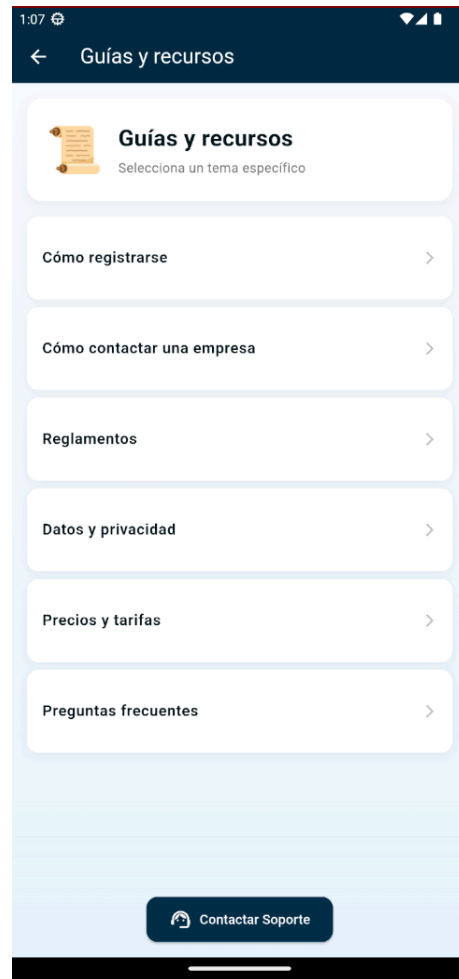 1:07
Guías y recursos
Guías y recursos
Selecciona un tema específico
Cómo registrarse
Cómo contactar una empresa
Reglamentos
Datos y privacidad
Precios y tarifas
Preguntas frecuentes
Contactar Soporte